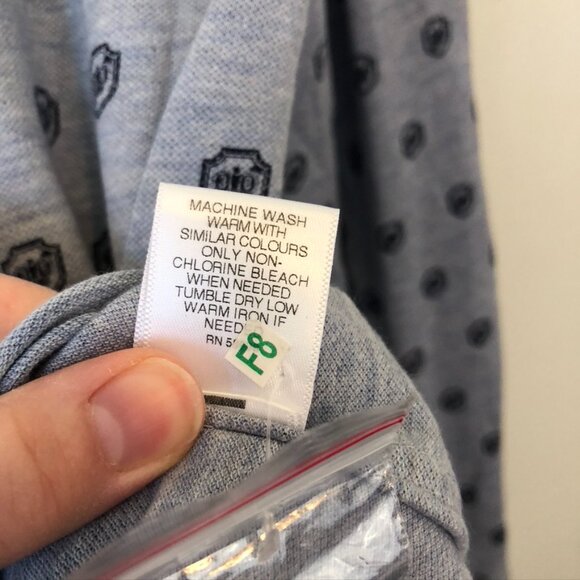 MACHINE WASH
WARM WITH
SIMILAR COLOURS
ONLY NON-
CHLORINE BLEACH
WHEN NEEDED
TUMBLE DRY LOW
WARM IRON IF
RN
F8